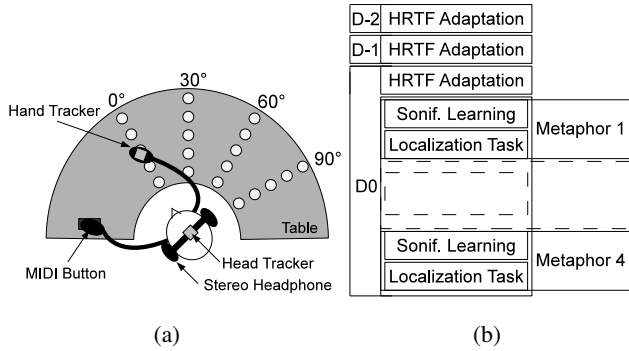 0°
30°
60°
90°
Hand Tracker
Table
MIDI Button
Head Tracker
Stereo Headphone
(a)
D-2 HRTF Adaptation
D-1 HRTF Adaptation
HRTF Adaptation
D0
Sonif. Learning
Localization Task
Metaphor 1
Sonif. Learning
Localization Task
Metaphor 4
(b)